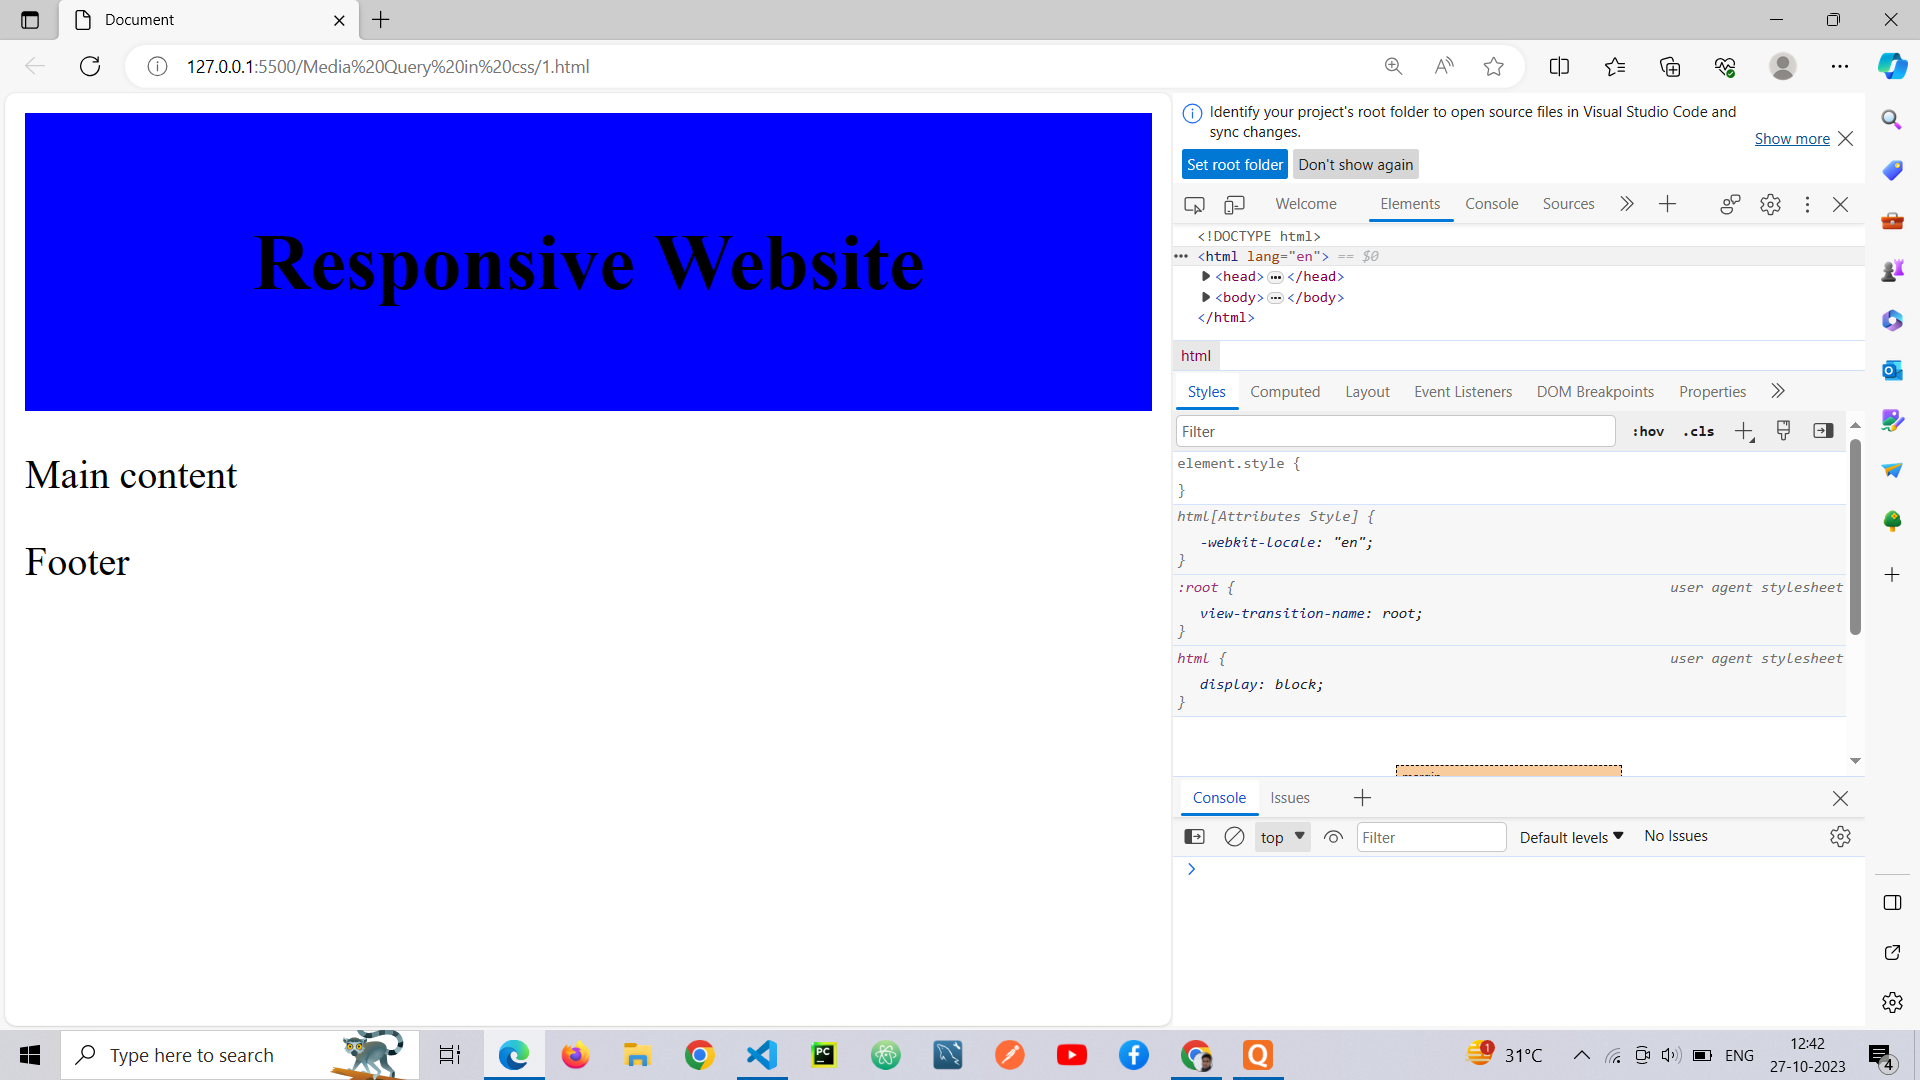 Document
127.0.0.1:5500/Media%20Query%20in%20css/1.html
Responsive Website
Main content
Footer
Identify your project's root folder to open source files in Visual Studio Code and
sync changes.
Show more
Set root folder Don't show again
Welcome Elements Console Sources
<!DOCTYPE html>
<html lang="en"> == $0
<head>…</head>
<body>…</body>
</html>
html
Styles Computed Layout Event Listeners DOM Breakpoints Properties
Filter :hov .cls
element.style {
}
html[Attributes Style] {
-webkit-locale: "en";
}
:root { user agent stylesheet
view-transition-name: root;
}
html { user agent stylesheet
display: block;
}
Console Issues
top Filter Default levels No Issues
Type here to search
PC
1
31°C
ENG
12:42
27-10-2023
4